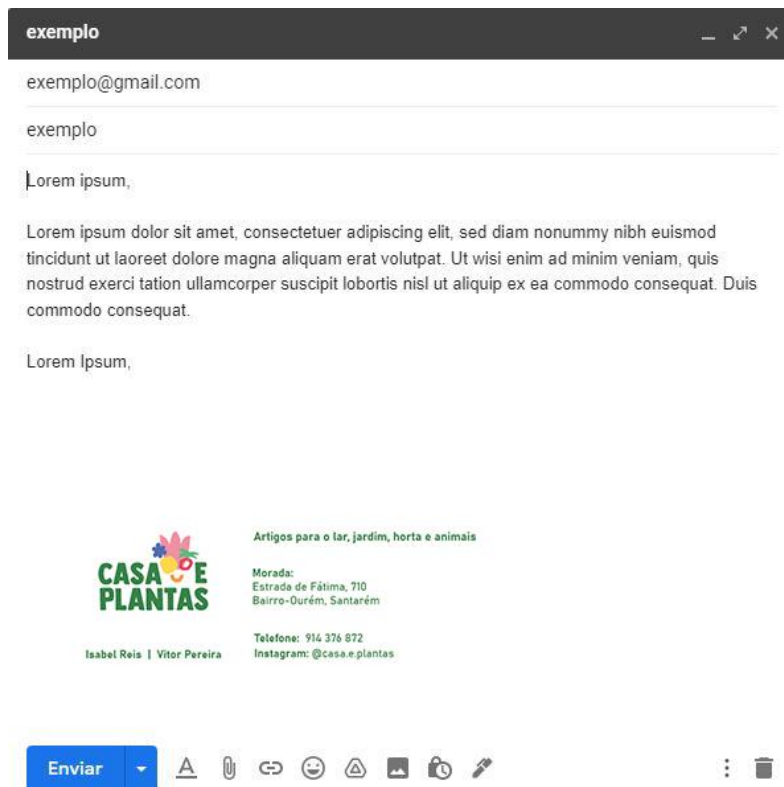 exemplo
exemplo@gmail.com
exemplo
Lorem ipsum,
Lorem ipsum dolor sit amet, consectetuer adipiscing elit, sed diam nonummy nibh euismod
tincidunt ut laoreet dolore magna aliquam erat volutpat. Ut wisi enim ad minim veniam, quis
nostrud exerci tation ullamcorper suscipit lobortis nisl ut aliquip ex ea commodo consequat. Duis
commodo consequat.
Lorem Ipsum,
CASA E
PLANTAS
Isabel Reis | Vitor Pereira
Artigos para o lar, jardim, horta e animais
Morada:
Estrada de Fátima, 710
Bairro-Ourém, Santarém
Telefone: 914 376 872
Instagram: @casa.e.plantas
Enviar